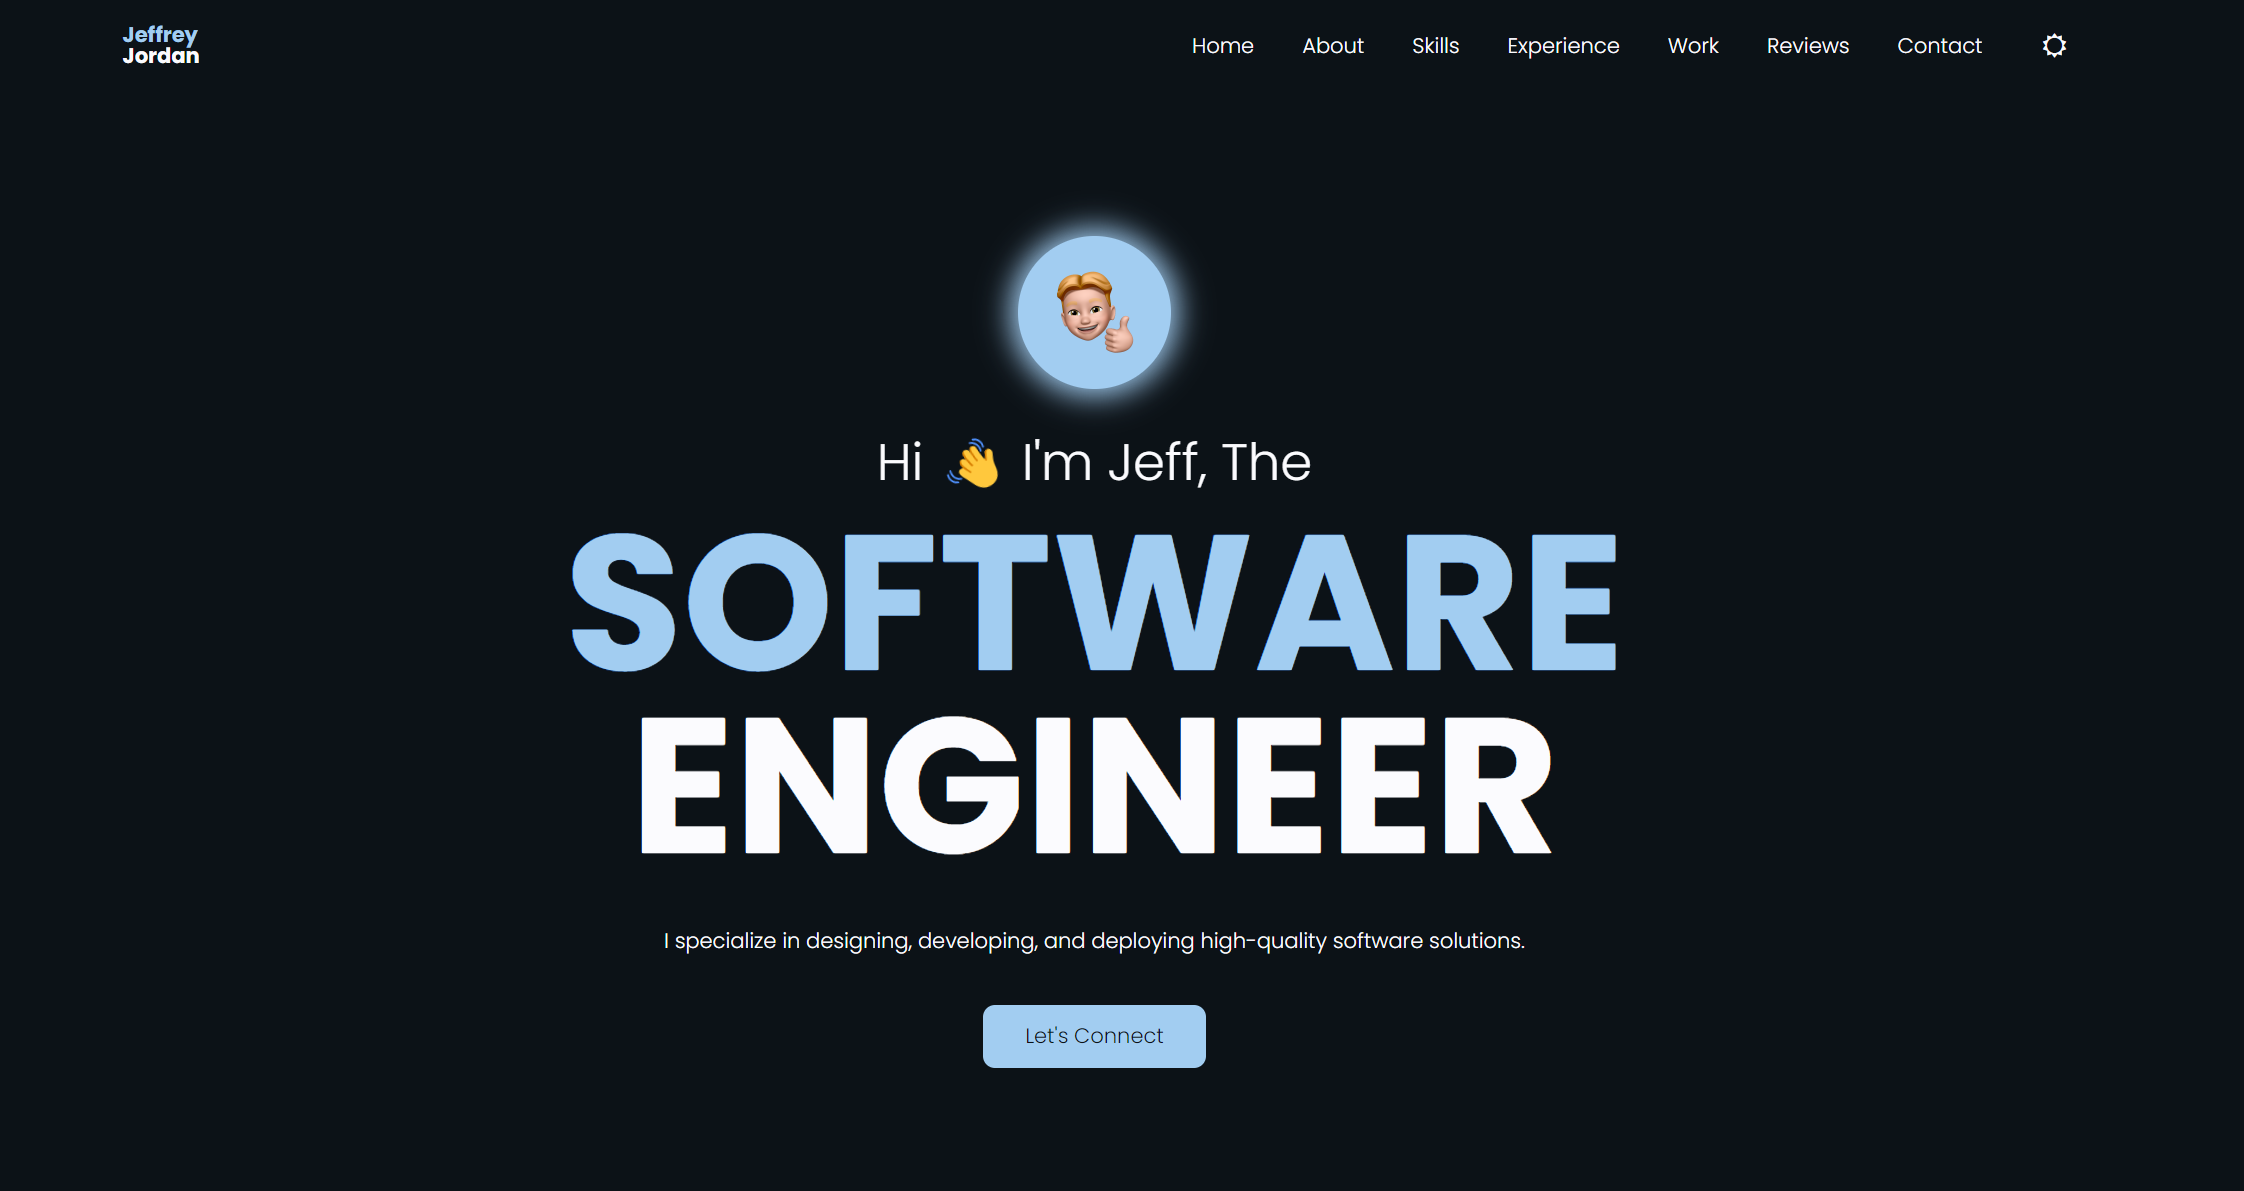 Jeffrey
Jordan
Home About Skills Experience Work Reviews Contact
Hi 👋 I'm Jeff, The
SOFTWARE
ENGINEER
I specialize in designing, developing, and deploying high-quality software solutions.
Let's Connect